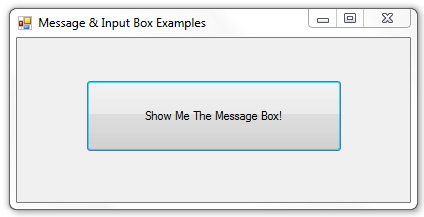 Message & Input Box Examples
Show Me The Message Box!